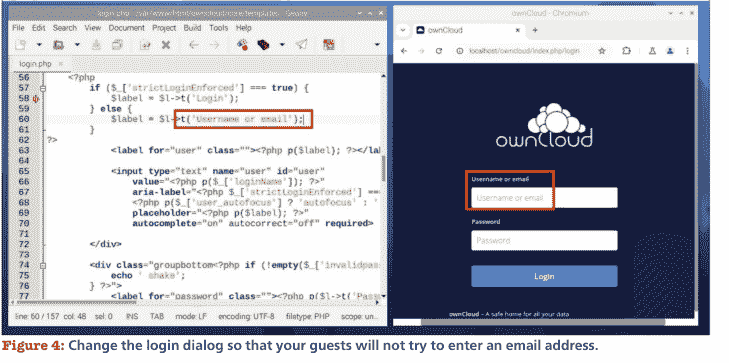 login.php - /var/www/html/owncloud/core/templates - Geany
File Edit Search View Document Project Build Tools Help
login.php ×
56 <?php
57 if ($_['strictLoginEnforced'] === true) {
58 $label = $l->t('Login');
59 } else {
60 $label = $l->t('Username or email');
61 }
62 ?>
63 <label for="user" class=""><?php p($label); ?></la
64
65 <input type="text" name="user" id="user"
66 value="<?php p($_['loginName']); ?>"
67 aria-label="<?php $_['strictLoginEnforced'] ==
68 <?php p($_['user_autofocus'] ? 'autofocus' : '
69 placeholder="<?php p($label); ?>"
70 autocomplete="on" autocorrect="off" required>
71
72 </div>
73
74 <div class="groupbottom<?php if (!empty($_['invalidpas
75 echo ' shake';
76 } ?>">
77 <label for="password" class=""><?php p($l->t('Pass
line: 60 / 157 col: 48 sel: 0 INS TAB mode: LF encoding: UTF-8 filetype: PHP scope: un...
ownCloud - Chromium
ownCloud ×
localhost/owncloud/index.php/login
ownCloud
Username or email
Username or email
Password
Password
Login
ownCloud – A safe home for all your data
Figure 4: Change the login dialog so that your guests will not try to enter an email address.